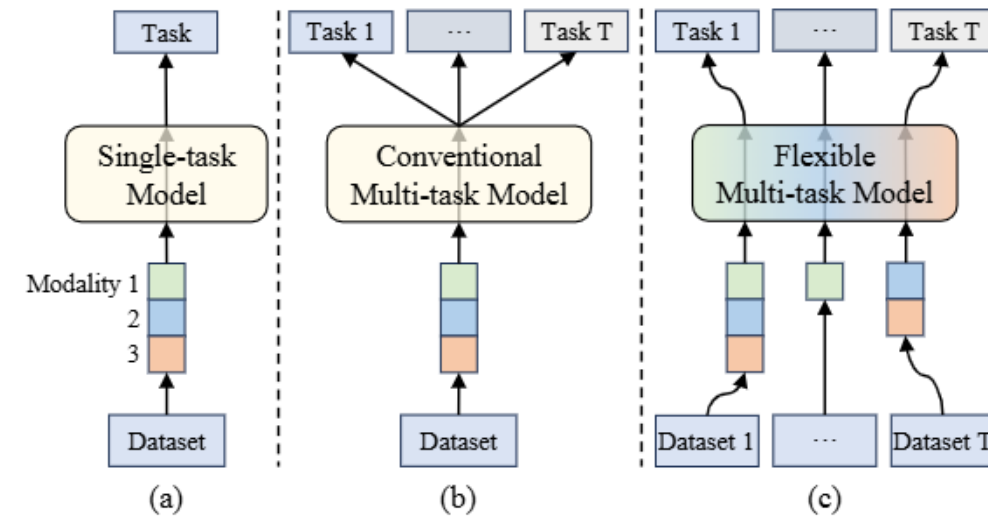 Task
Single-task
Model
Modality 1
2
3
Dataset
(a)
Task 1
...
Task T
Conventional
Multi-task Model
Dataset
(b)
Task 1
...
Task T
Flexible
Multi-task Model
Dataset 1
...
Dataset T
(c)